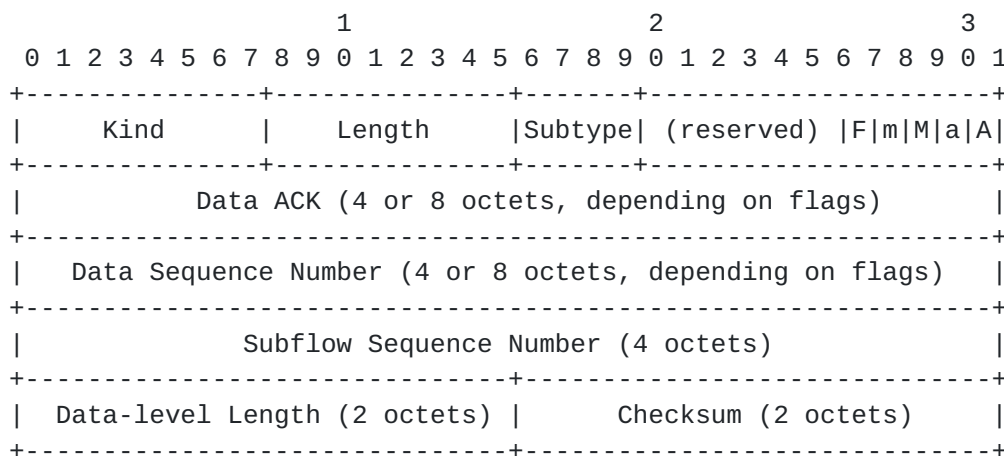 1                   2                   3
 0 1 2 3 4 5 6 7 8 9 0 1 2 3 4 5 6 7 8 9 0 1 2 3 4 5 6 7 8 9 0 1
+---------------+---------------+-------+----------------------+
|     Kind      |    Length     |Subtype| (reserved) |F|m|M|a|A|
+---------------+---------------+-------+----------------------+
|           Data ACK (4 or 8 octets, depending on flags)       |
+--------------------------------------------------------------+
|   Data Sequence Number (4 or 8 octets, depending on flags)   |
+--------------------------------------------------------------+
|              Subflow Sequence Number (4 octets)              |
+-------------------------------+------------------------------+
|  Data-level Length (2 octets) |      Checksum (2 octets)     |
+-------------------------------+------------------------------+